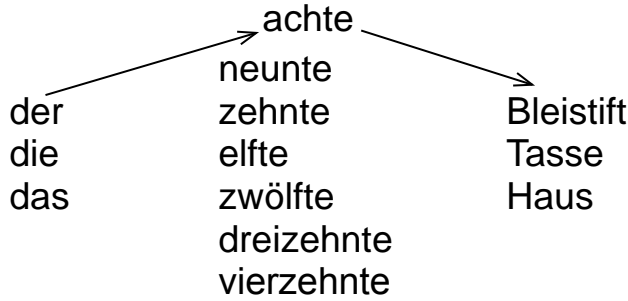 achte
neunte
der zehnte Bleistift
die elfte Tasse
das zwölfte Haus
dreizehnte
vierzehnte